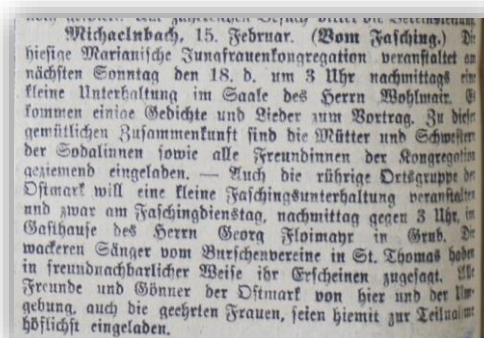 Michaelnbach, 15. Februar. (Vom Fasching.) Di
hiesige Marianische Jungfrauenkongregation veranstaltet am
nächsten Sonntag den 18. d. um 3 Uhr nachmittags ein
kleine Unterhaltung im Saale des Herrn Wohlmair. E
kommen einige Gedichte und Lieder zum Vortrag. Zu dieser
gemütlichen Zusammenkunft sind die Mütter und Schwestern
der Sodalinnen sowie alle Freundinnen der Kongregation
geziemend eingeladen. — Auch die rührige Ortsgruppe der
Ostmark will eine kleine Faschingsunterhaltung veranstalten
und zwar am Faschingdienstag, nachmittag gegen 3 Uhr, im
Gasthause des Herrn Georg Floimayr in Grub. Die
wackeren Sänger vom Burschenvereine in St. Thomas haben
in freundnachbarlicher Weise ihr Erscheinen zugesagt. Alle
Freunde und Gönner der Ostmark von hier und der Um=
gebung, auch die geehrten Frauen, seien hiemit zur Teilnahme
höflichst eingeladen.